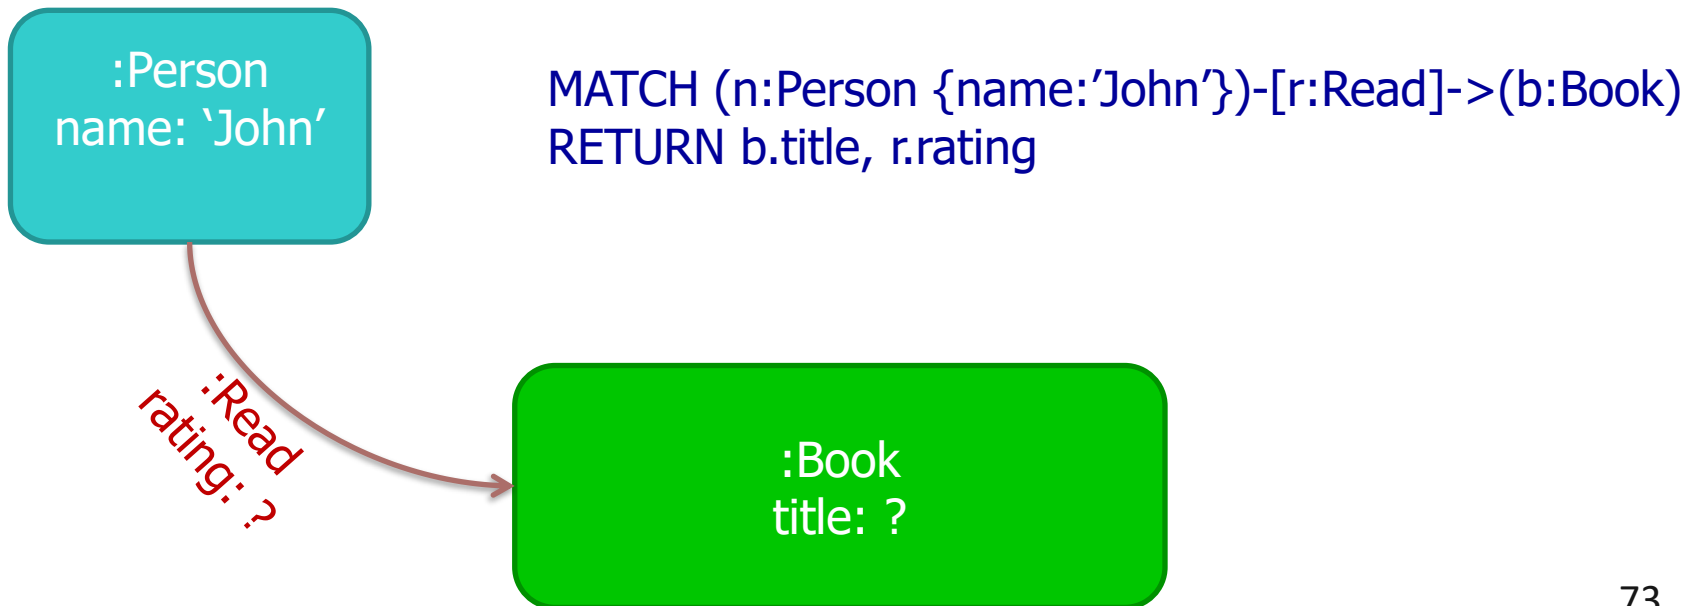 :Person
name: ‘John’
MATCH (n:Person {name:’John’})-[r:Read]->(b:Book)
RETURN b.title, r.rating
:Read
rating: ?
:Book
title: ?
73